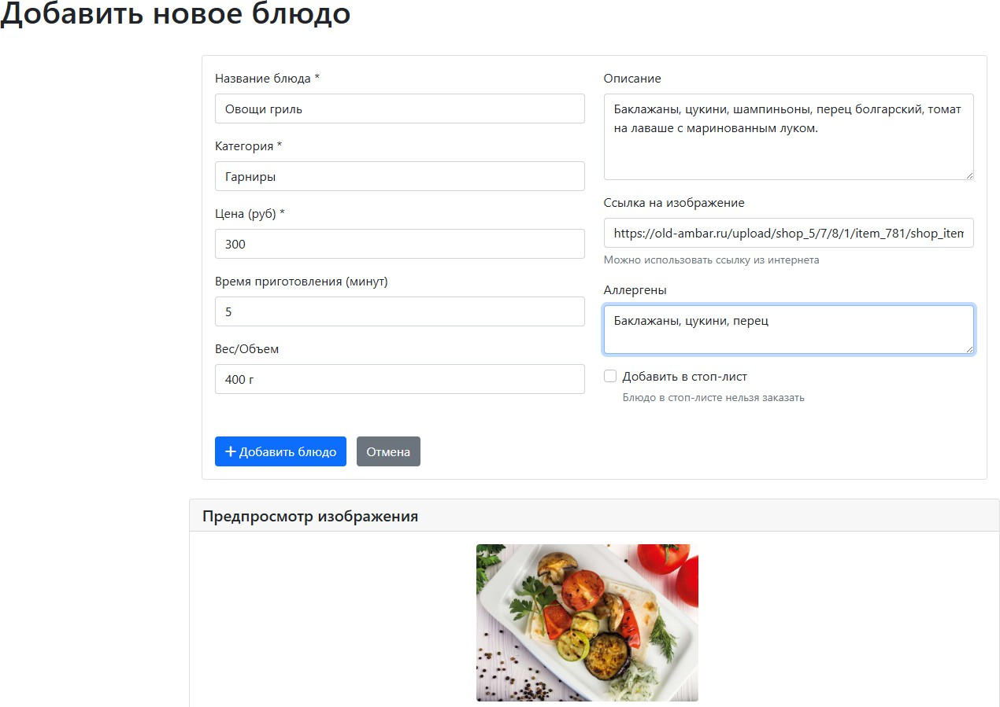 Добавить новое блюдо
Название блюда *
Овощи гриль
Категория *
Гарниры
Цена (руб) *
300
Время приготовления (минут)
5
Вес/Объем
400 г
Описание
Баклажаны, цукини, шампиньоны, перец болгарский, томат
на лаваше с маринованным луком.
Ссылка на изображение
https://old-ambar.ru/upload/shop_5/7/8/1/item_781/shop_item
Можно использовать ссылку из интернета
Аллергены
Баклажаны, цукини, перец
Добавить в стоп-лист
Блюдо в стоп-листе нельзя заказать
+ Добавить блюдо
Отмена
Предпросмотр изображения